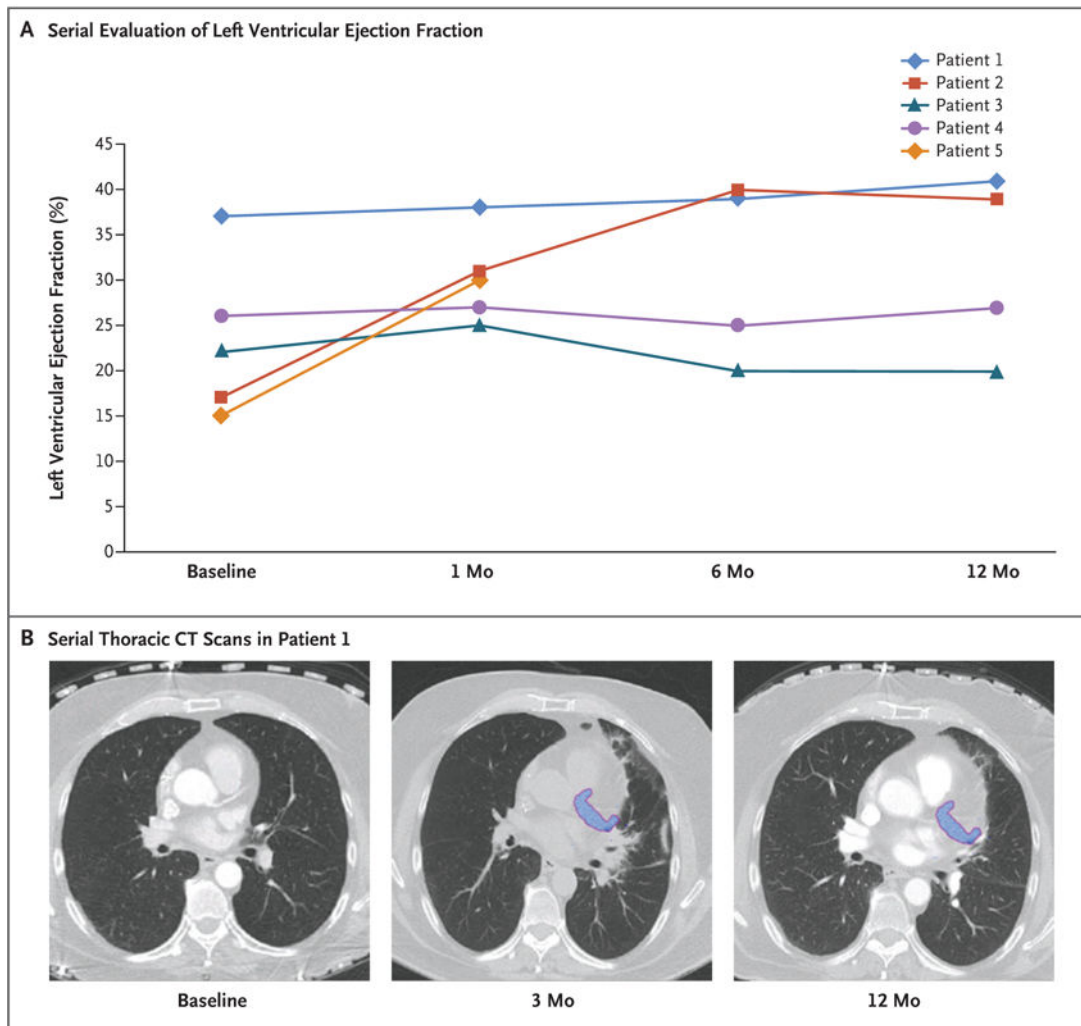 A Serial Evaluation of Left Ventricular Ejection Fraction
Patient 1
Patient 2
Patient 3
Patient 4
Patient 5
Left Ventricular Ejection Fraction (%)
45
40
35
30
25
20
15
10
5
0
Baseline 1 Mo 6 Mo 12 Mo
B Serial Thoracic CT Scans in Patient 1
Baseline 3 Mo 12 Mo